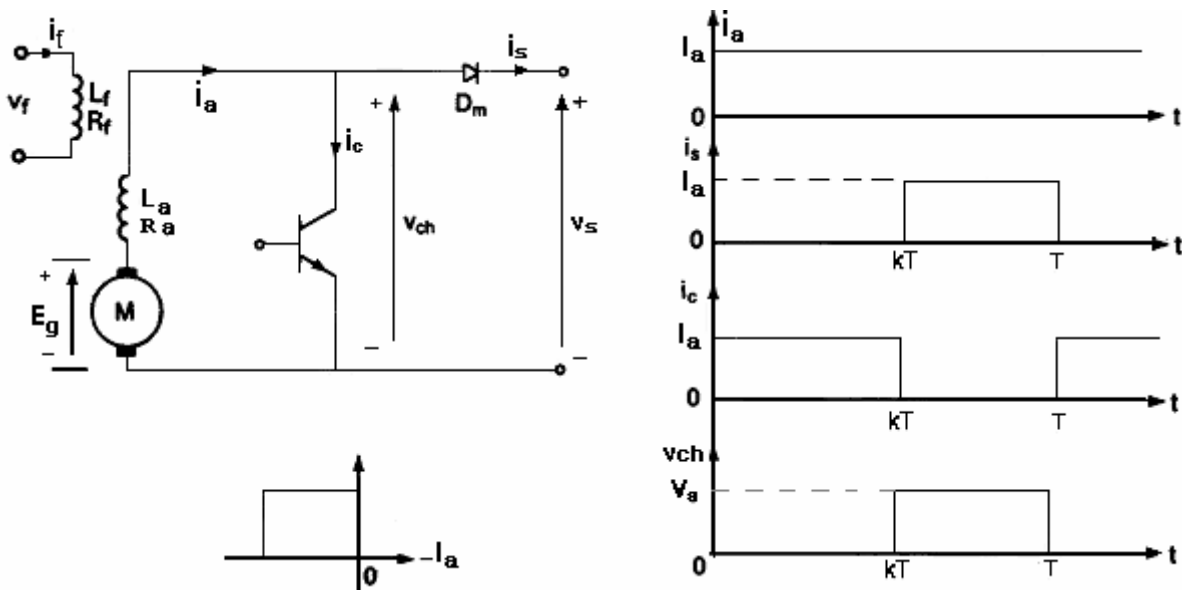 i_f
v_f
L_f
R_f
i_a
i_s
D_m
+
+
i_c
L_a
R_a
v_ch
v_s
+
E_g
M
-
-
-
-I_a
0
i_a
I_a
0
t
i_s
I_a
0
kT
T
t
i_c
I_a
0
kT
T
t
vch
V_a
0
kT
T
t